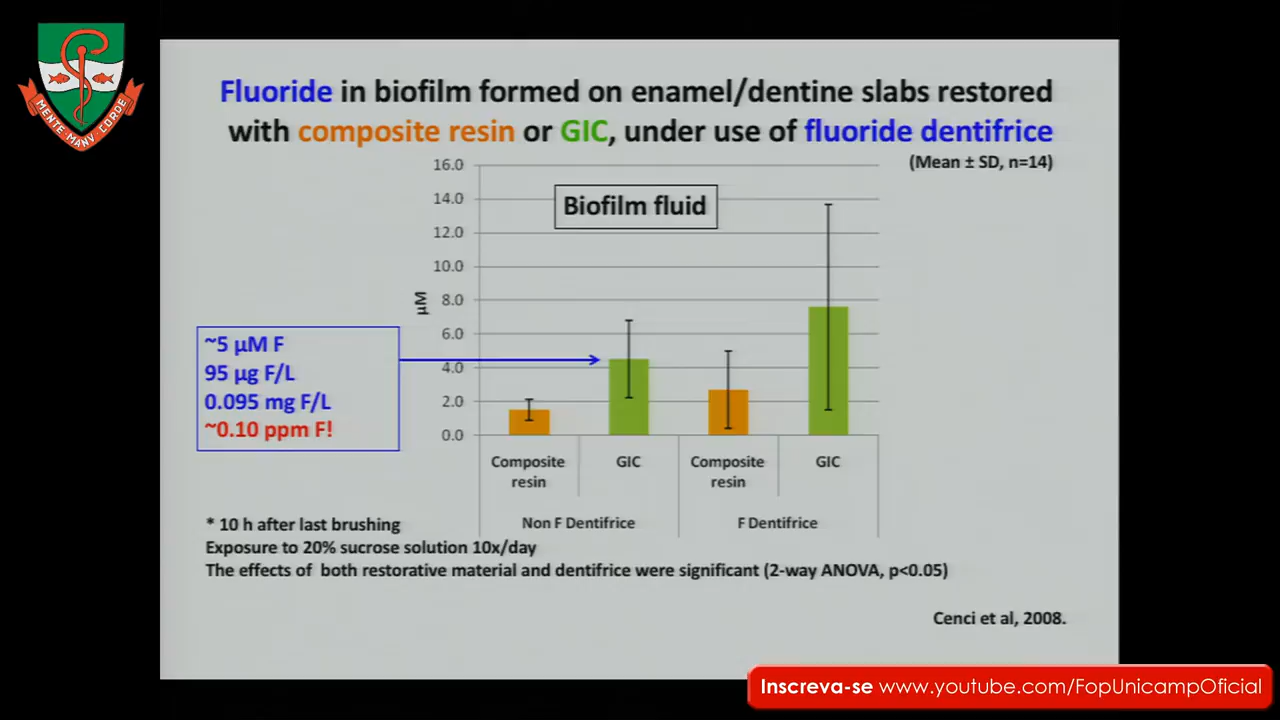 MENTE MANV CORDE
Fluoride in biofilm formed on enamel/dentine slabs restored
with composite resin or GIC, under use of fluoride dentifrice
(Mean ± SD, n=14)
16.0
14.0
12.0
10.0
8.0
6.0
4.0
2.0
0.0
µM
Biofilm fluid
~5 µM F
95 µg F/L
0.095 mg F/L
~0.10 ppm F!
Composite resin
GIC
Composite resin
GIC
Non F Dentifrice
F Dentifrice
* 10 h after last brushing
Exposure to 20% sucrose solution 10x/day
The effects of both restorative material and dentifrice were significant (2-way ANOVA, p<0.05)
Cenci et al, 2008.
Inscreva-se www.youtube.com/FopUnicampOficial